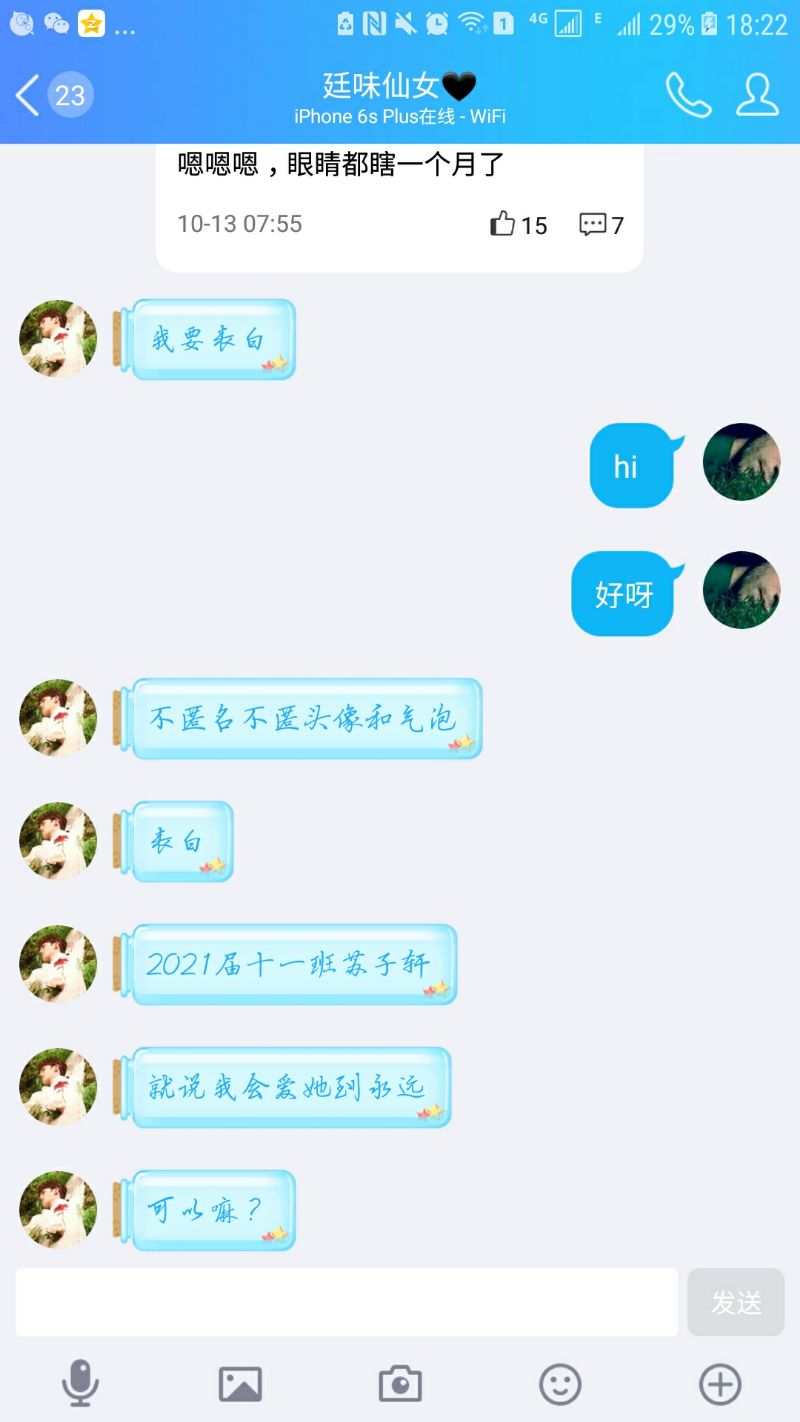 4G
E
29%
18:22
23
廷味仙女🖤
iPhone 6s Plus在线 - WiFi
嗯嗯嗯，眼睛都瞎一个月了
10-13 07:55
15
7
我要表白
hi
好呀
不匿名不匿头像和气泡
表白
2021届十一班苏子轩
就说我会爱她到永远
可以嘛？
发送